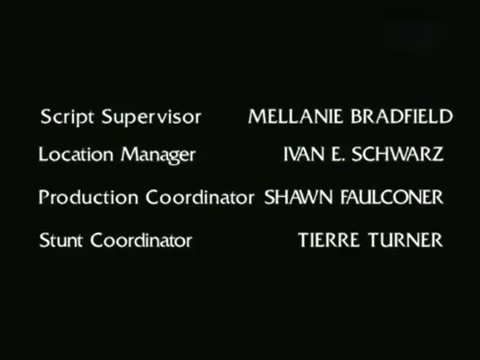 Script Supervisor MELLANIE BRADFIELD
Location Manager IVAN E. SCHWARZ
Production Coordinator SHAWN FAULCONER
Stunt Coordinator TIERRE TURNER